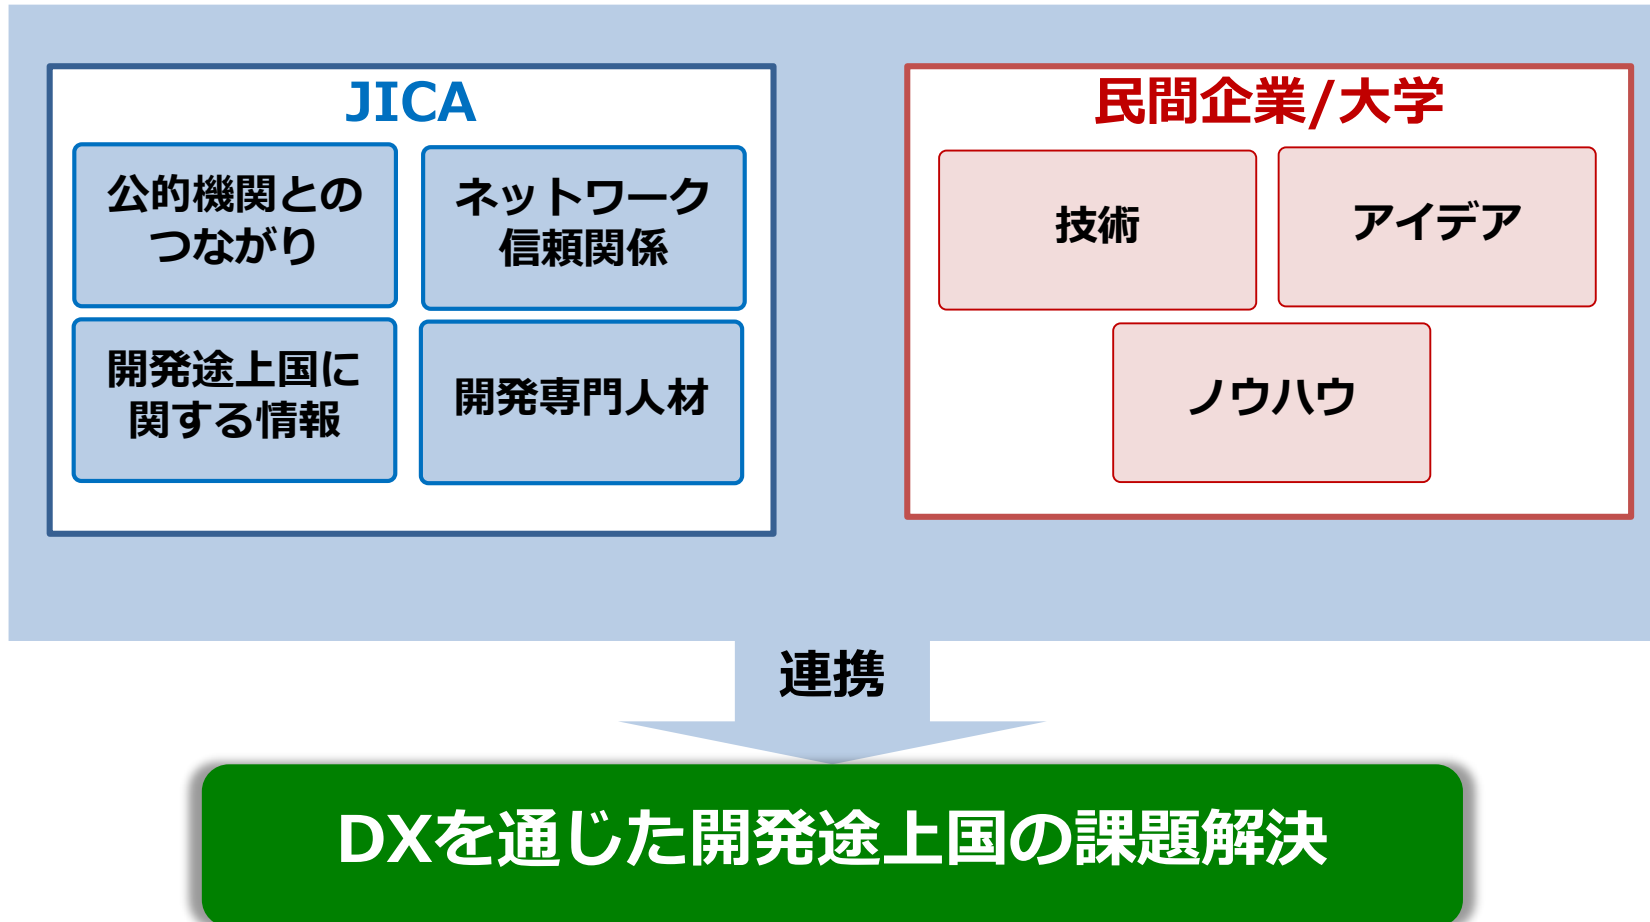 JICA
公的機関との
つながり
ネットワーク
信頼関係
開発途上国に
関する情報
開発専門人材
民間企業/大学
技術
アイデア
ノウハウ
連携
DXを通じた開発途上国の課題解決